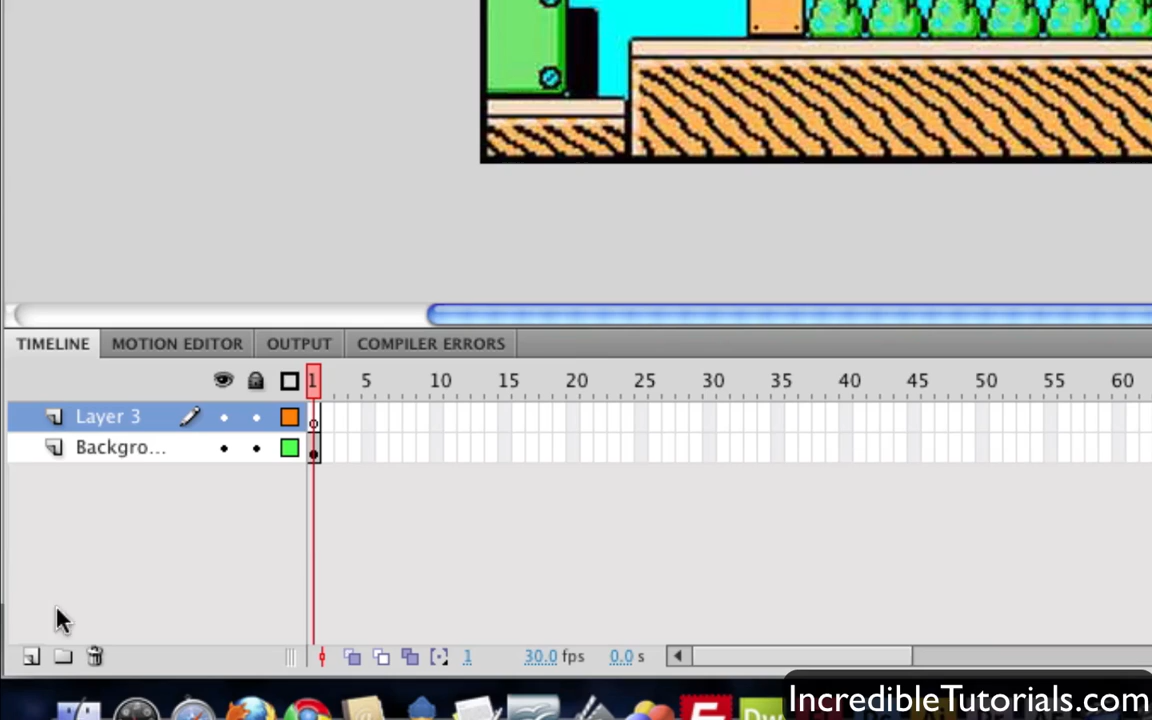 TIMELINE MOTION EDITOR OUTPUT COMPILER ERRORS
1 5 10 15 20 25 30 35 40 45 50 55 60
Layer 3
Backgro...
1 30.0 fps 0.0 s
Dw
IncredibleTutorials.com